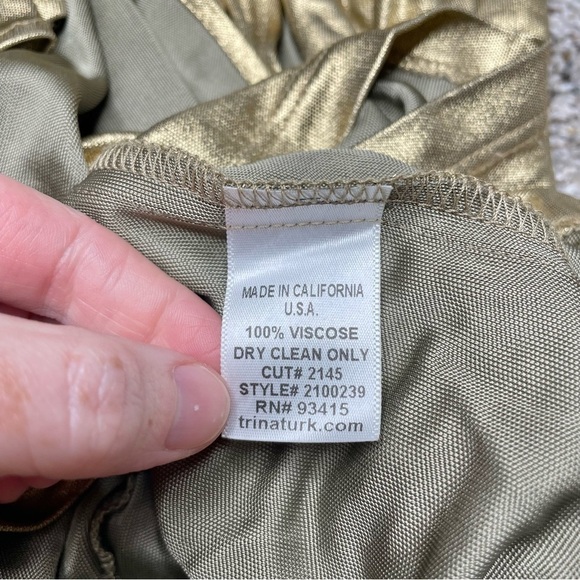 MADE IN CALIFORNIA
U.S.A.
100% VISCOSE
DRY CLEAN ONLY
CUT# 2145
STYLE# 2100239
RN# 93415
trinaturk.com